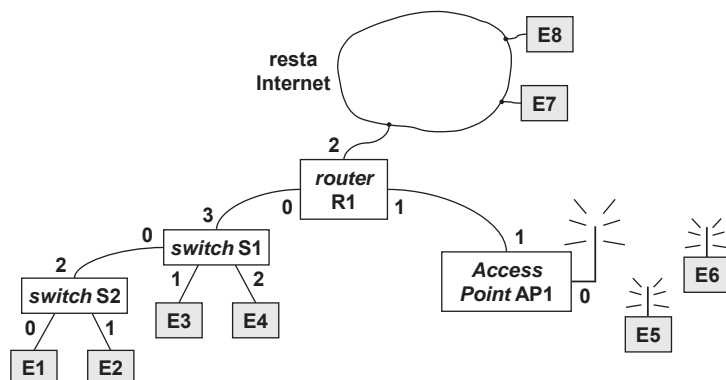 E8
resta
Internet
E7
2
router
R1
0
1
3
0
switch S1
1
2
1
Access
Point AP1
0
E6
2
switch S2
0
1
E3
E4
E5
E1
E2